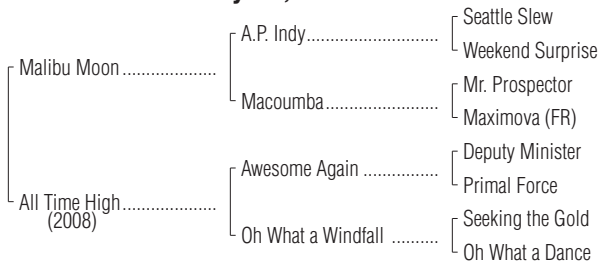 Seattle Slew
A.P. Indy........................
Weekend Surprise
Malibu Moon ...................
Mr. Prospector
Macoumba.......................
Maximova (FR)
Deputy Minister
Awesome Again ...............
Primal Force
All Time High...................
(2008)
Seeking the Gold
Oh What a Windfall ..........
Oh What a Dance